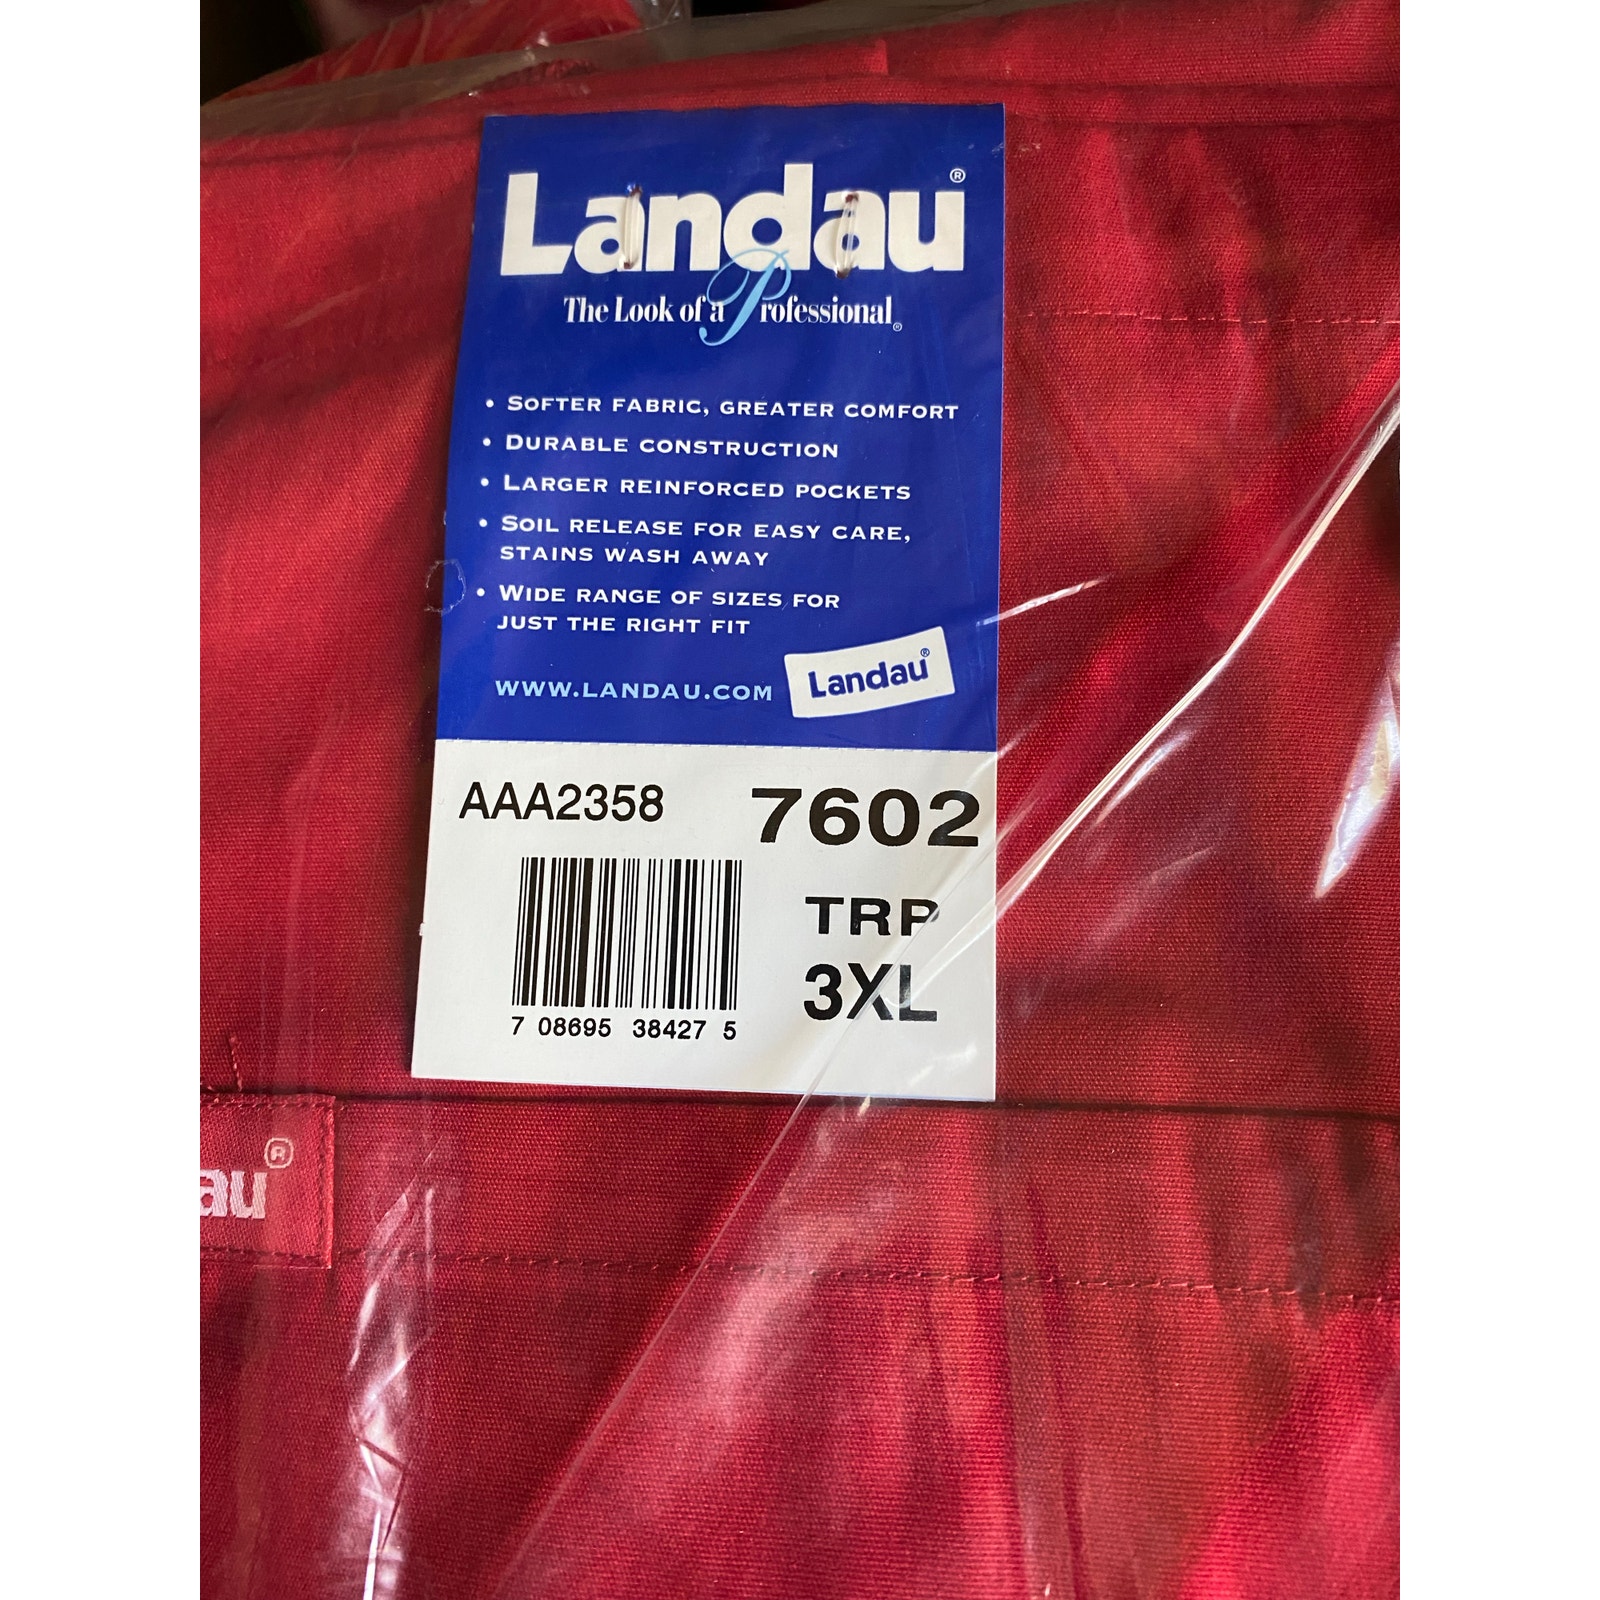 Landau®
The Look of a Professional®
• SOFTER FABRIC, GREATER COMFORT
• DURABLE CONSTRUCTION
• LARGER REINFORCED POCKETS
• SOIL RELEASE FOR EASY CARE,
STAINS WASH AWAY
• WIDE RANGE OF SIZES FOR
JUST THE RIGHT FIT
WWW.LANDAU.COM
Landau®
AAA2358 7602
TRP
3XL
7 08695 38427 5
au®